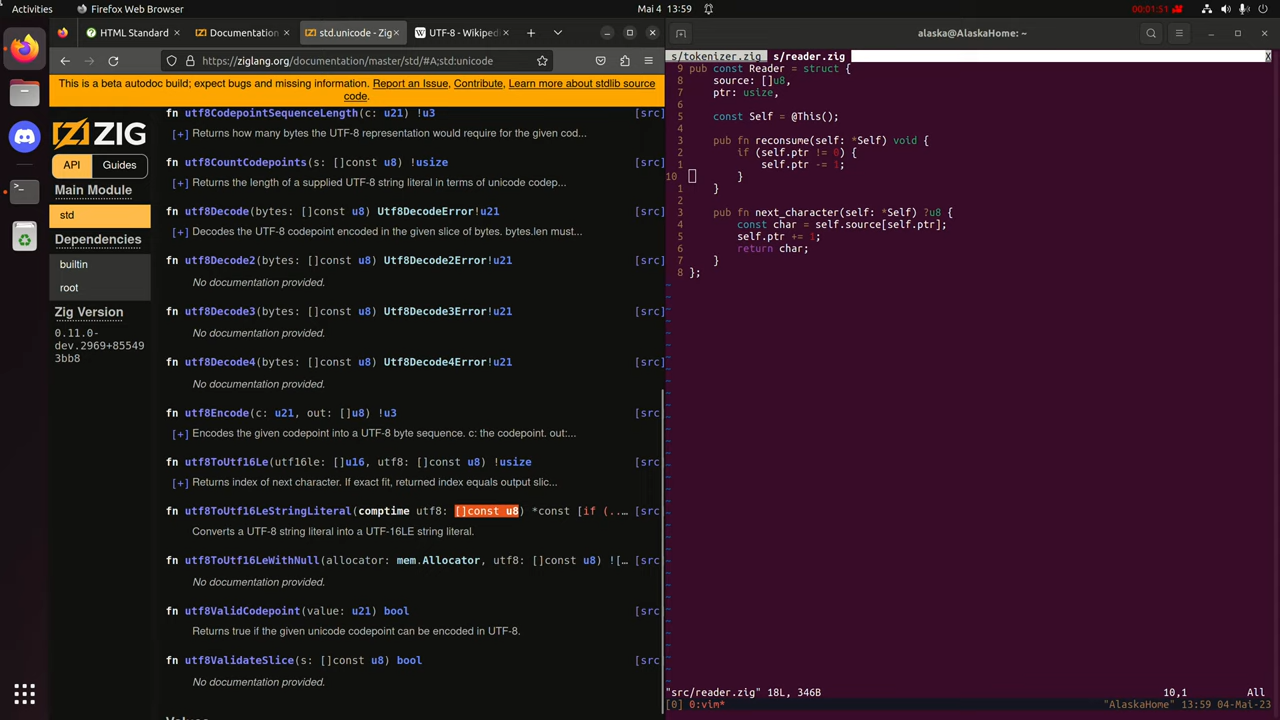 Activities
Firefox Web Browser
Mai 4 13:59
00:01:51
HTML Standard
Documentation
std.unicode - Zig
UTF-8 - Wikiped
https://ziglang.org/documentation/master/std/#A;std:unicode
This is a beta autodoc build; expect bugs and missing information. Report an Issue, Contribute, Learn more about stdlib source
code.
ZIG
API
Guides
Main Module
std
Dependencies
builtin
root
Zig Version
0.11.0-
dev.2969+85549
3bb8
fn utf8CodepointSequenceLength(c: u21) !u3 [src
[+] Returns how many bytes the UTF-8 representation would require for the given cod...
fn utf8CountCodepoints(s: []const u8) !usize [src
[+] Returns the length of a supplied UTF-8 string literal in terms of unicode codep...
fn utf8Decode(bytes: []const u8) Utf8DecodeError!u21 [src
[+] Decodes the UTF-8 codepoint encoded in the given slice of bytes. bytes.len must...
fn utf8Decode2(bytes: []const u8) Utf8Decode2Error!u21 [src
No documentation provided.
fn utf8Decode3(bytes: []const u8) Utf8Decode3Error!u21 [src
No documentation provided.
fn utf8Decode4(bytes: []const u8) Utf8Decode4Error!u21 [src
No documentation provided.
fn utf8Encode(c: u21, out: []u8) !u3 [src
[+] Encodes the given codepoint into a UTF-8 byte sequence. c: the codepoint. out:...
fn utf8ToUtf16Le(utf16le: []u16, utf8: []const u8) !usize [src
[+] Returns index of next character. If exact fit, returned index equals output slic...
fn utf8ToUtf16LeStringLiteral(comptime utf8: []const u8) *const [if (... [src
Converts a UTF-8 string literal into a UTF-16LE string literal.
fn utf8ToUtf16LeWithNull(allocator: mem.Allocator, utf8: []const u8) ![… [src
No documentation provided.
fn utf8ValidCodepoint(value: u21) bool [src
Returns true if the given unicode codepoint can be encoded in UTF-8.
fn utf8ValidateSlice(s: []const u8) bool [src
No documentation provided.
Values
alaska@AlaskaHome: ~
s/tokenizer.zig s/reader.zig X
9 pub const Reader = struct {
8 source: []u8,
7 ptr: usize,
6
5 const Self = @This();
4
3 pub fn reconsume(self: *Self) void {
2 if (self.ptr != 0) {
1 self.ptr -= 1;
10 }
1 }
2
3 pub fn next_character(self: *Self) ?u8 {
4 const char = self.source[self.ptr];
5 self.ptr += 1;
6 return char;
7 }
8 };
"src/reader.zig" 18L, 346B 10,1 All
[0] 0:vim* "AlaskaHome" 13:59 04-Mai-23